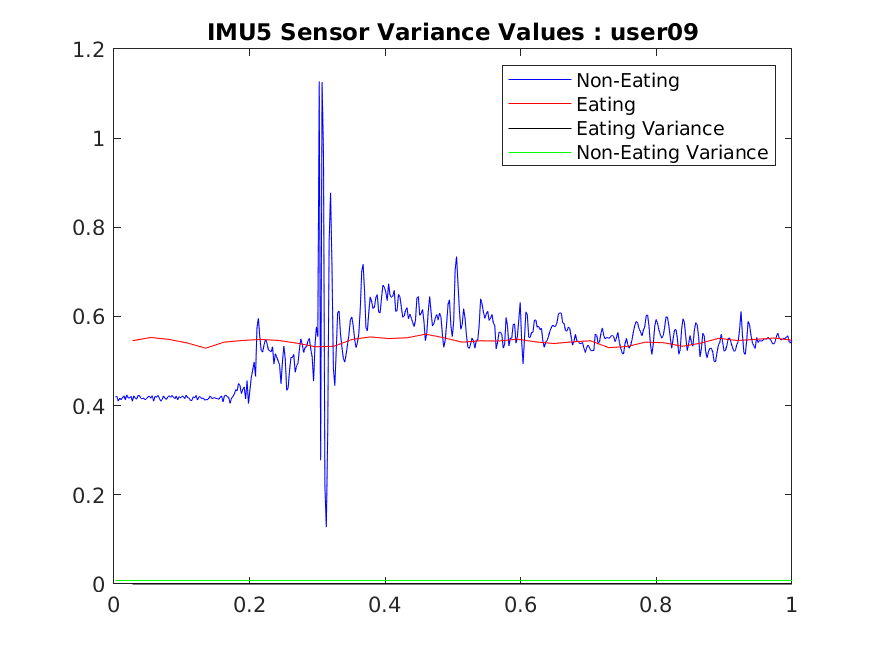 IMU5 Sensor Variance Values : user09
1.2
1
0.8
0.6
0.4
0.2
0
Non-Eating
Eating
Eating Variance
Non-Eating Variance
0 0.2 0.4 0.6 0.8 1